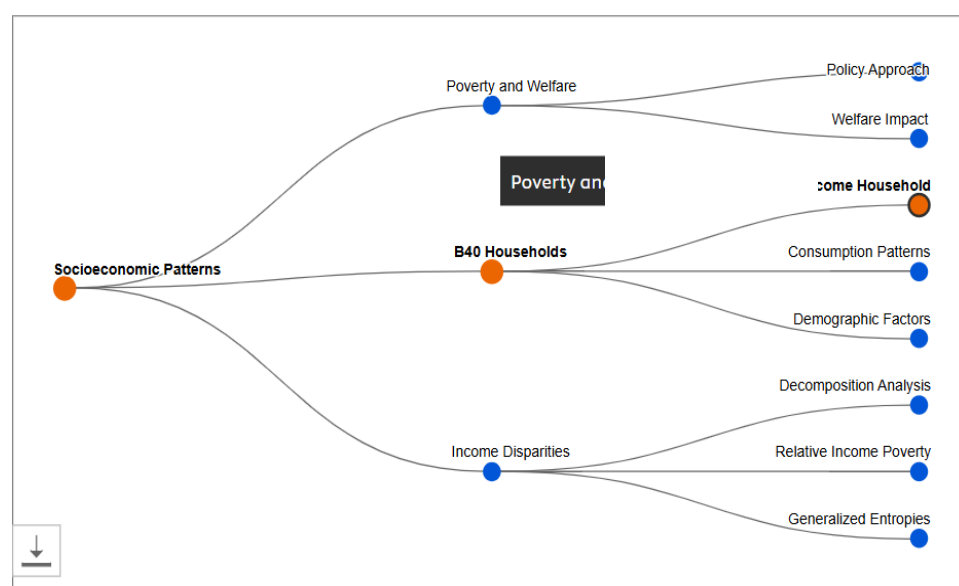 Policy Approach
Poverty and Welfare
Welfare Impact
Poverty and
come Household
B40 Households
Consumption Patterns
Socioeconomic Patterns
Demographic Factors
Decomposition Analysis
Income Disparities
Relative Income Poverty
Generalized Entropies